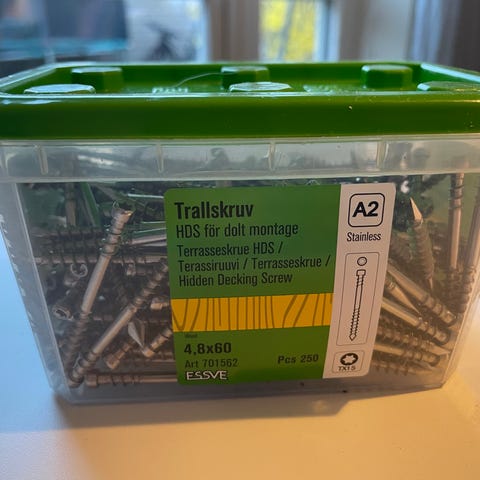 Trallskruv
HDS för dolt montage
Terrasseskrue HDS /
Terassiruuvi / Terrasseskrue /
Hidden Decking Screw
A2
Stainless
Wood
4,8x60
Art 701562
Pcs 250
ESSVE
TX15